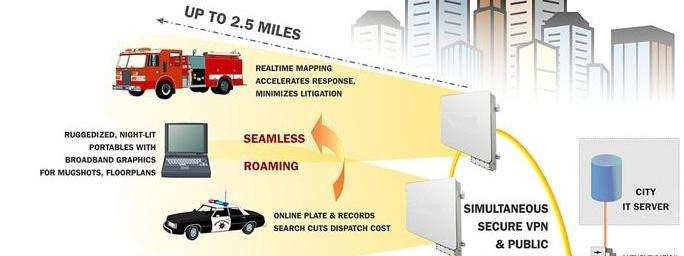 UP TO 2.5 MILES
REALTIME MAPPING
ACCELERATES RESPONSE,
MINIMIZES LITIGATION
RUGGEDIZED, NIGHT-LIT
PORTABLES WITH
BROADBAND GRAPHICS
FOR MUGSHOTS, FLOORPLANS
SEAMLESS
ROAMING
ONLINE PLATE & RECORDS
SEARCH CUTS DISPATCH COST
SIMULTANEOUS
SECURE VPN
& PUBLIC
CITY
IT SERVER